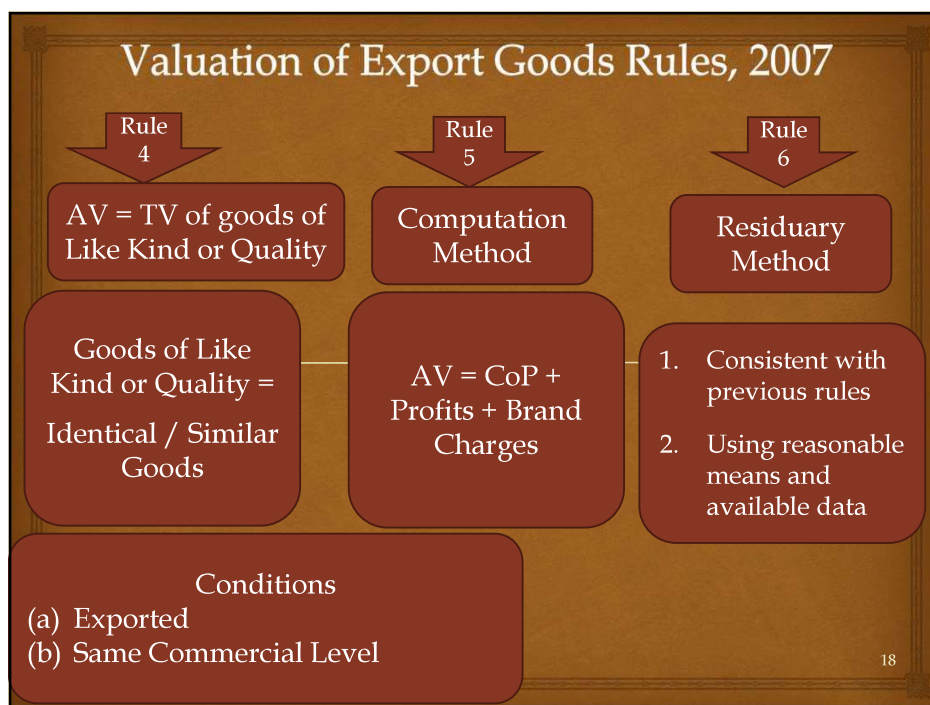 Valuation of Export Goods Rules, 2007
Rule
4
AV = TV of goods of
Like Kind or Quality
Goods of Like
Kind or Quality =
Identical / Similar
Goods
Rule
5
Computation
Method
AV = CoP +
Profits + Brand
Charges
Rule
6
Residuary
Method
1. Consistent with
previous rules
2. Using reasonable
means and
available data
Conditions
(a) Exported
(b) Same Commercial Level
18